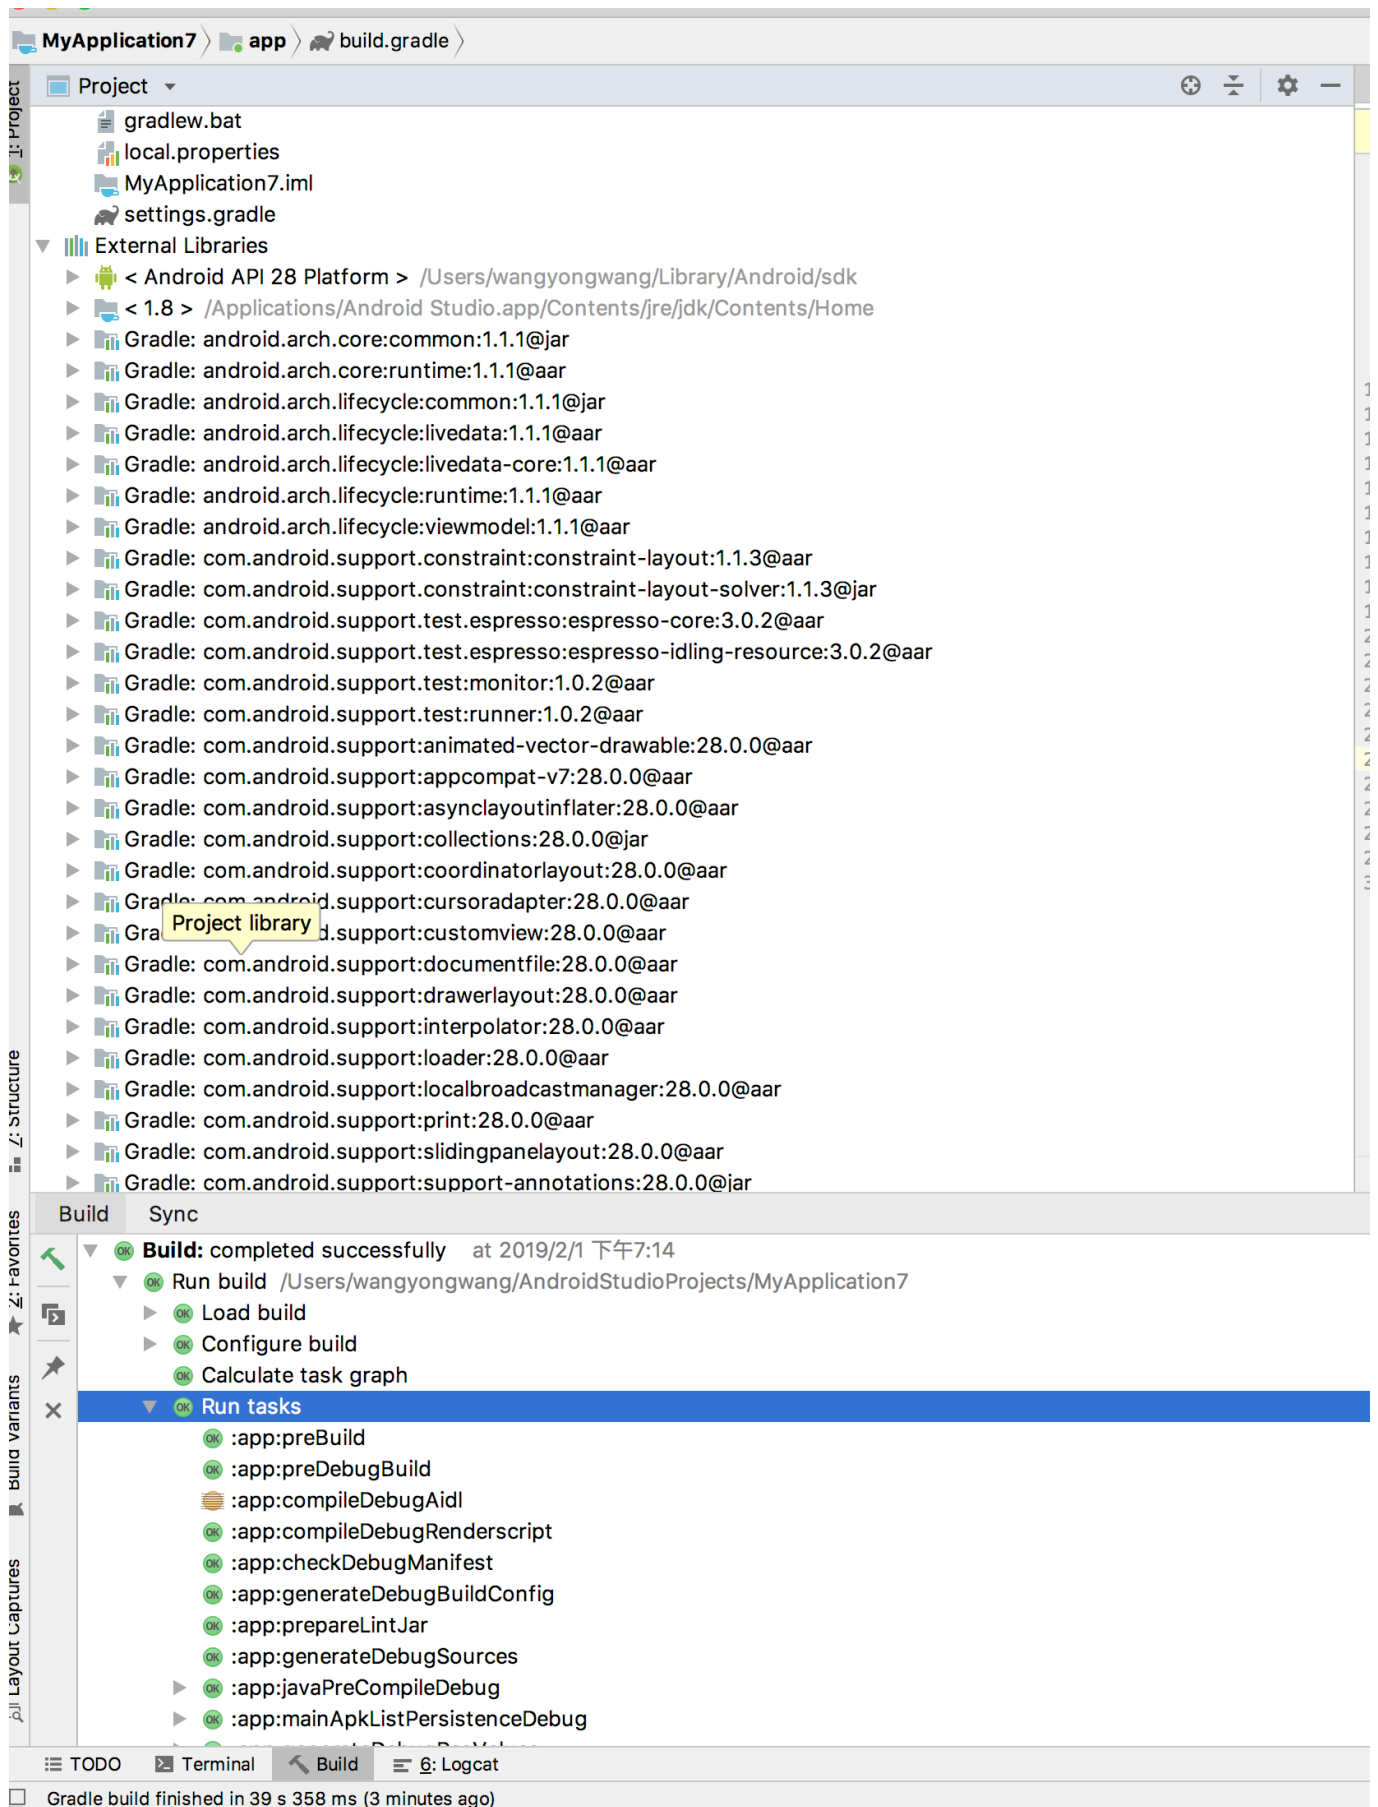 MyApplication7 app build.gradle
1: Project
Project
gradlew.bat
local.properties
MyApplication7.iml
settings.gradle
External Libraries
< Android API 28 Platform > /Users/wangyongwang/Library/Android/sdk
< 1.8 > /Applications/Android Studio.app/Contents/jre/jdk/Contents/Home
Gradle: android.arch.core:common:1.1.1@jar
Gradle: android.arch.core:runtime:1.1.1@aar
Gradle: android.arch.lifecycle:common:1.1.1@jar
Gradle: android.arch.lifecycle:livedata:1.1.1@aar
Gradle: android.arch.lifecycle:livedata-core:1.1.1@aar
Gradle: android.arch.lifecycle:runtime:1.1.1@aar
Gradle: android.arch.lifecycle:viewmodel:1.1.1@aar
Gradle: com.android.support.constraint:constraint-layout:1.1.3@aar
Gradle: com.android.support.constraint:constraint-layout-solver:1.1.3@jar
Gradle: com.android.support.test.espresso:espresso-core:3.0.2@aar
Gradle: com.android.support.test.espresso:espresso-idling-resource:3.0.2@aar
Gradle: com.android.support.test:monitor:1.0.2@aar
Gradle: com.android.support.test:runner:1.0.2@aar
Gradle: com.android.support:animated-vector-drawable:28.0.0@aar
Gradle: com.android.support:appcompat-v7:28.0.0@aar
Gradle: com.android.support:asynclayoutinflater:28.0.0@aar
Gradle: com.android.support:collections:28.0.0@jar
Gradle: com.android.support:coordinatorlayout:28.0.0@aar
Gradle: com.android.support:cursoradapter:28.0.0@aar
Project library
Gra d.support:customview:28.0.0@aar
Gradle: com.android.support:documentfile:28.0.0@aar
Gradle: com.android.support:drawerlayout:28.0.0@aar
Gradle: com.android.support:interpolator:28.0.0@aar
Gradle: com.android.support:loader:28.0.0@aar
Gradle: com.android.support:localbroadcastmanager:28.0.0@aar
Gradle: com.android.support:print:28.0.0@aar
Gradle: com.android.support:slidingpanelayout:28.0.0@aar
Gradle: com.android.support:support-annotations:28.0.0@jar
Z: Structure
2: Favorites
Build Variants
Layout Captures
Build Sync
Build: completed successfully at 2019/2/1 下午7:14
Run build /Users/wangyongwang/AndroidStudioProjects/MyApplication7
Load build
Configure build
Calculate task graph
Run tasks
:app:preBuild
:app:preDebugBuild
:app:compileDebugAidl
:app:compileDebugRenderscript
:app:checkDebugManifest
:app:generateDebugBuildConfig
:app:prepareLintJar
:app:generateDebugSources
:app:javaPreCompileDebug
:app:mainApkListPersistenceDebug
TODO Terminal Build 6: Logcat
Gradle build finished in 39 s 358 ms (3 minutes ago)